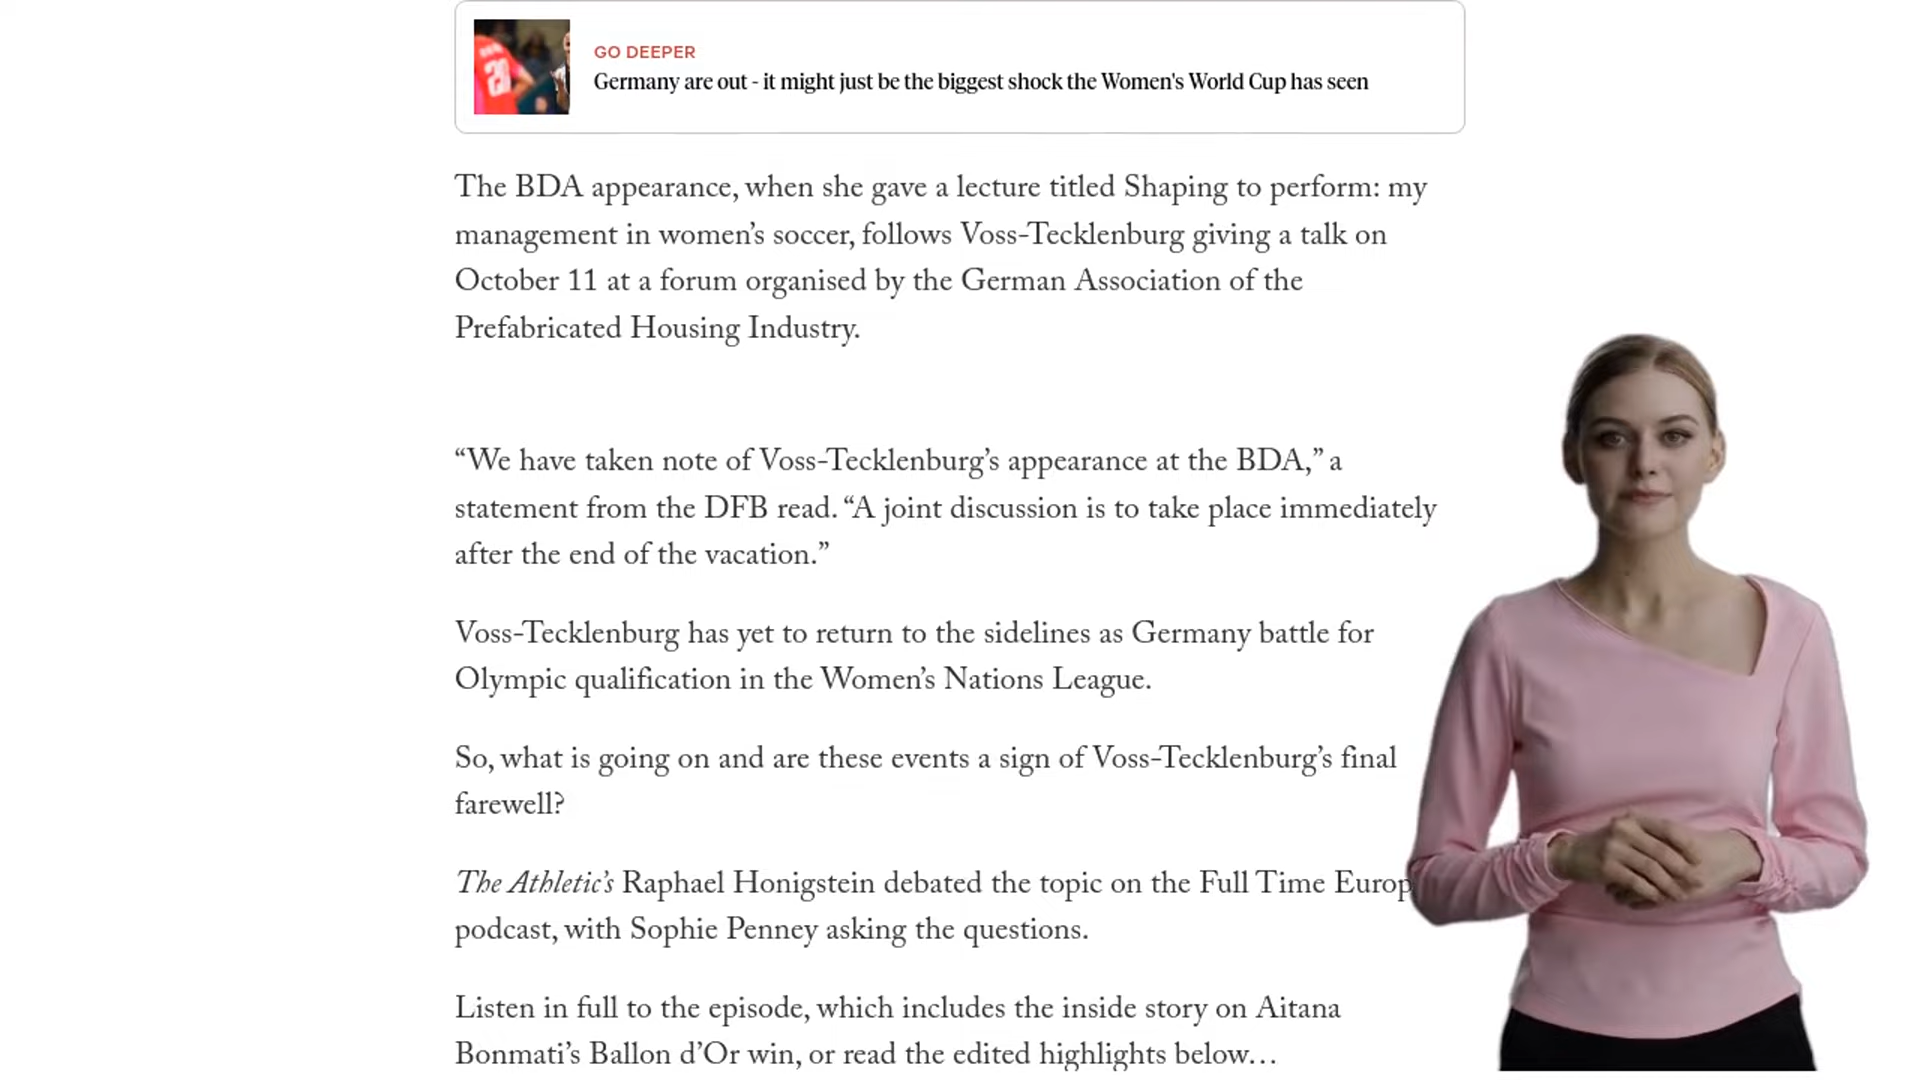 GO DEEPER
Germany are out - it might just be the biggest shock the Women's World Cup has seen
The BDA appearance, when she gave a lecture titled Shaping to perform: my
management in women’s soccer, follows Voss-Tecklenburg giving a talk on
October 11 at a forum organised by the German Association of the
Prefabricated Housing Industry.
“We have taken note of Voss-Tecklenburg’s appearance at the BDA,” a
statement from the DFB read. “A joint discussion is to take place immediately
after the end of the vacation.”
Voss-Tecklenburg has yet to return to the sidelines as Germany battle for
Olympic qualification in the Women’s Nations League.
So, what is going on and are these events a sign of Voss-Tecklenburg’s final
farewell?
The Athletic’s Raphael Honigstein debated the topic on the Full Time Europ
podcast, with Sophie Penney asking the questions.
Listen in full to the episode, which includes the inside story on Aitana
Bonmati’s Ballon d’Or win, or read the edited highlights below…